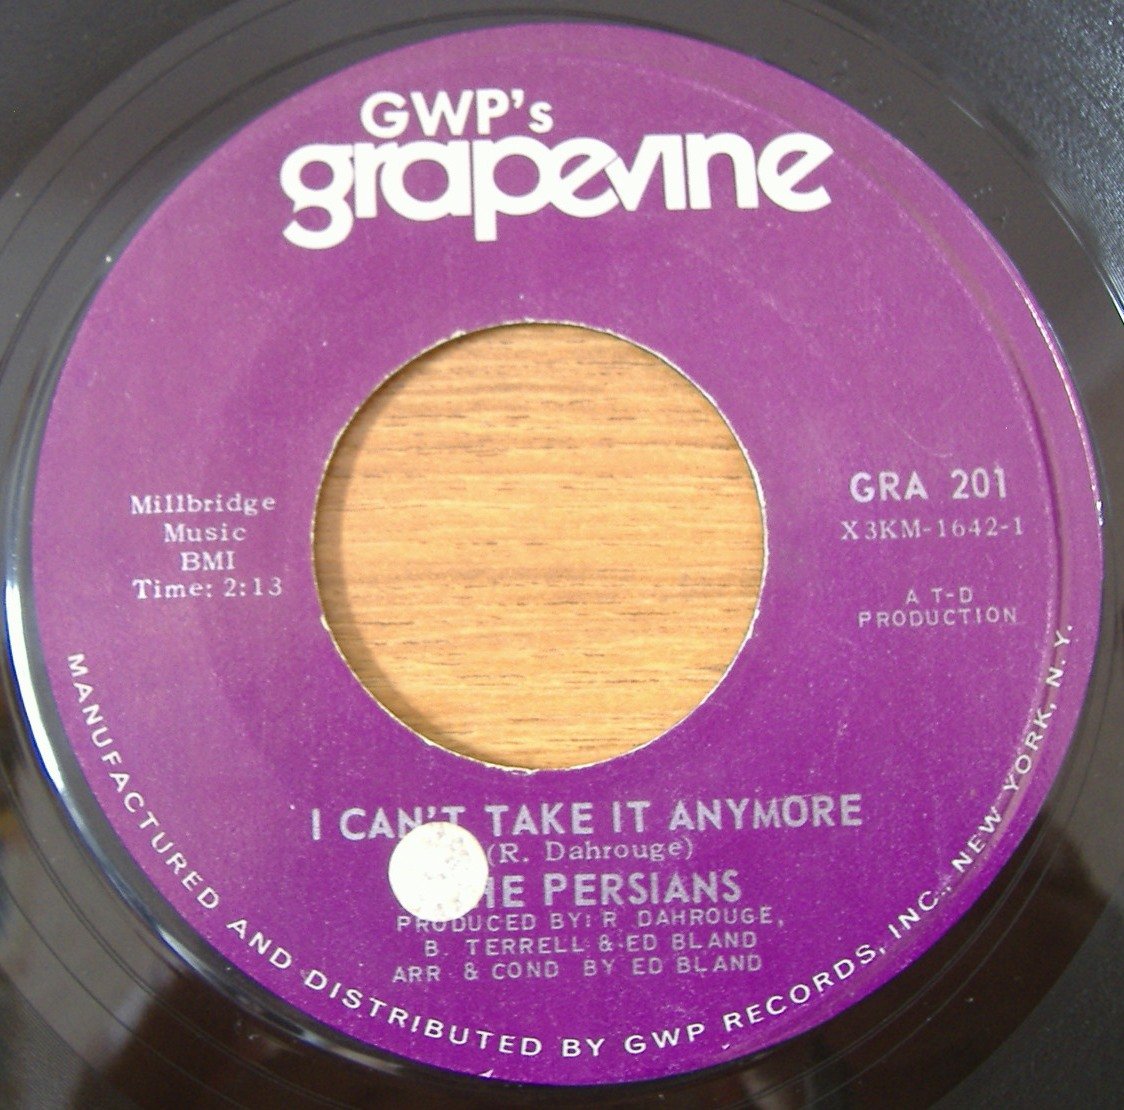 GWP's
grapevine
Millbridge
Music
BMI
Time: 2:13
GRA 201
X3KM-1642-1
A T-D
PRODUCTION
I CAN'T TAKE IT ANYMORE
(R. Dahrouge)
PERSIANS
PRODUCED BY: R DAHROUGE,
B. TERRELL & ED BLAND
ARR & COND BY ED BLAND
MANUFACTURED AND DISTRIBUTED BY GWP RECORDS, INC., NEW YORK, N.Y.